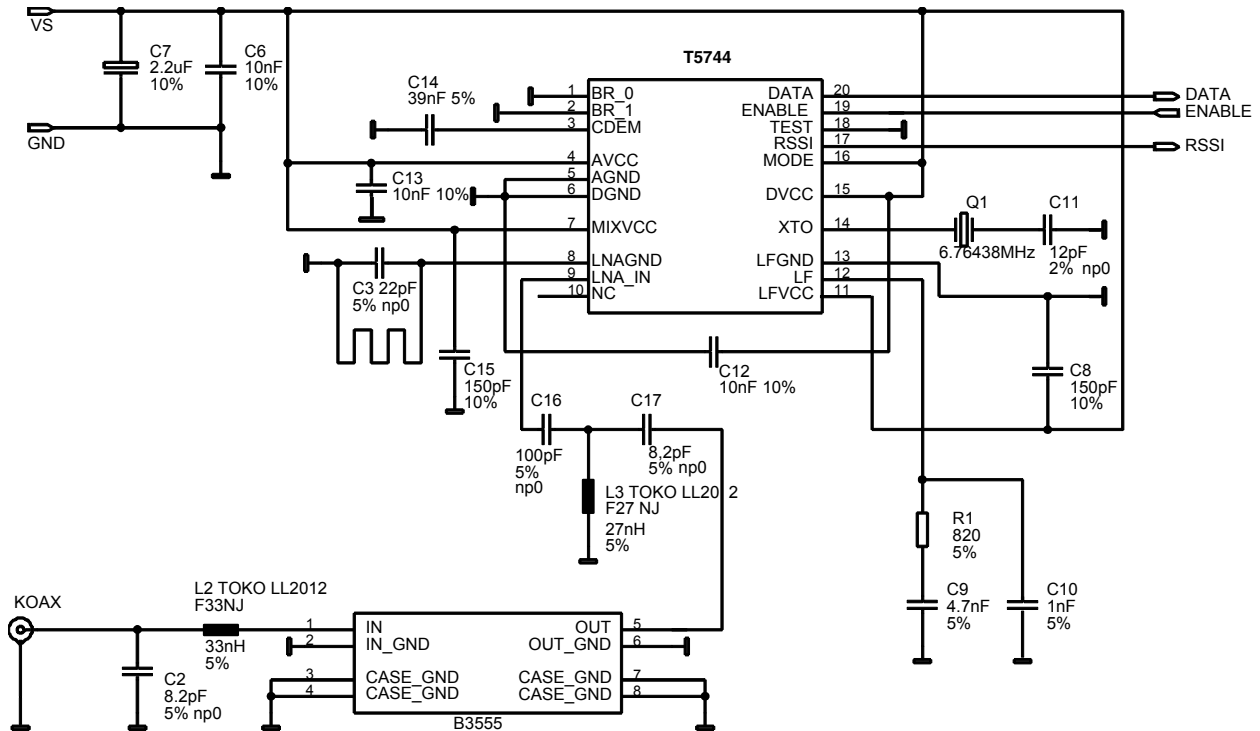 VS
C7
2.2uF
10%
C6
10nF
10%
GND
C14
39nF 5%
T5744
1 BR_0
2 BR_1
3 CDEM
4 AVCC
5 AGND
6 DGND
7 MIXVCC
8 LNAGND
9 LNA_IN
10 NC
DATA 20
ENABLE 19
TEST 18
RSSI 17
MODE 16
DVCC 15
XTO 14
LFGND 13
LF 12
LFVCC 11
DATA
ENABLE
RSSI
C13
10nF 10%
Q1
6.76438MHz
C11
12pF
2% np0
C3 22pF
5% np0
C15
150pF
10%
C12
10nF 10%
C8
150pF
10%
C16
100pF
5%
np0
C17
8,2pF
5% np0
L3 TOKO LL20 2
F27 NJ
27nH
5%
R1
820
5%
C9
4.7nF
5%
C10
1nF
5%
KOAX
L2 TOKO LL2012
F33NJ
33nH
5%
C2
8.2pF
5% np0
1 IN
2 IN_GND
3 CASE_GND
4 CASE_GND
OUT 5
OUT_GND 6
CASE_GND 7
CASE_GND 8
B3555